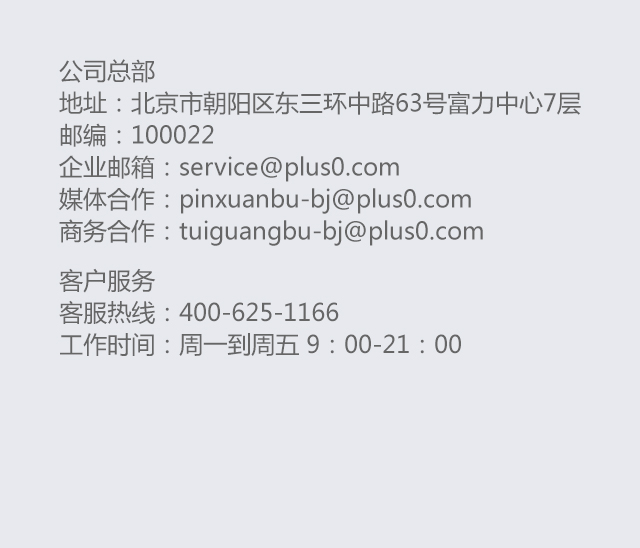 公司总部
地址：北京市朝阳区东三环中路63号富力中心7层
邮编：100022
企业邮箱：service@plus0.com
媒体合作：pinxuanbu-bj@plus0.com
商务合作：tuiguangbu-bj@plus0.com
客户服务
客服热线：400-625-1166
工作时间：周一到周五 9：00-21：00